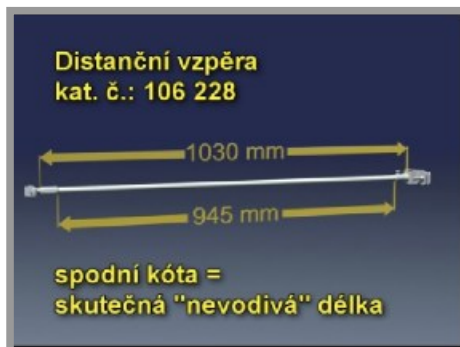 Distanční vzpěra
kat. č.: 106 228
1030 mm
945 mm
spodní kóta =
skutečná "nevodivá" délka